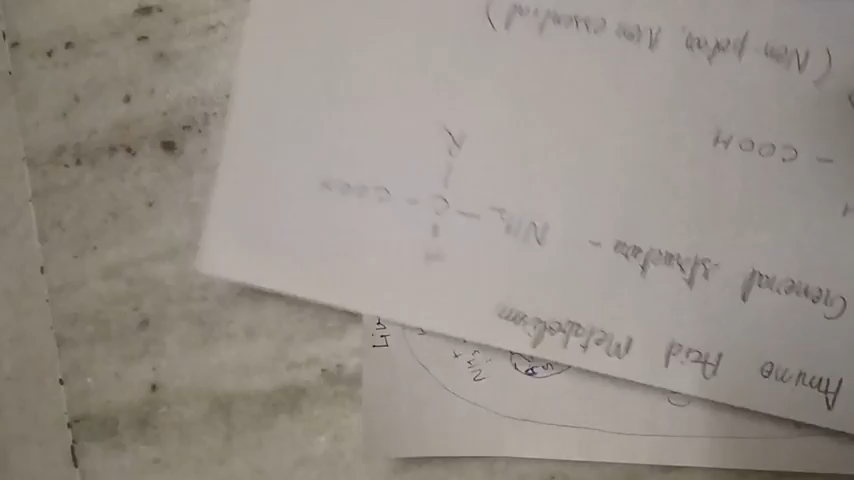 Amino Acid Metabolism
General structure -
H
NH₂ - C - COOH
R
H
- COOH
(Non polar, Non essential)